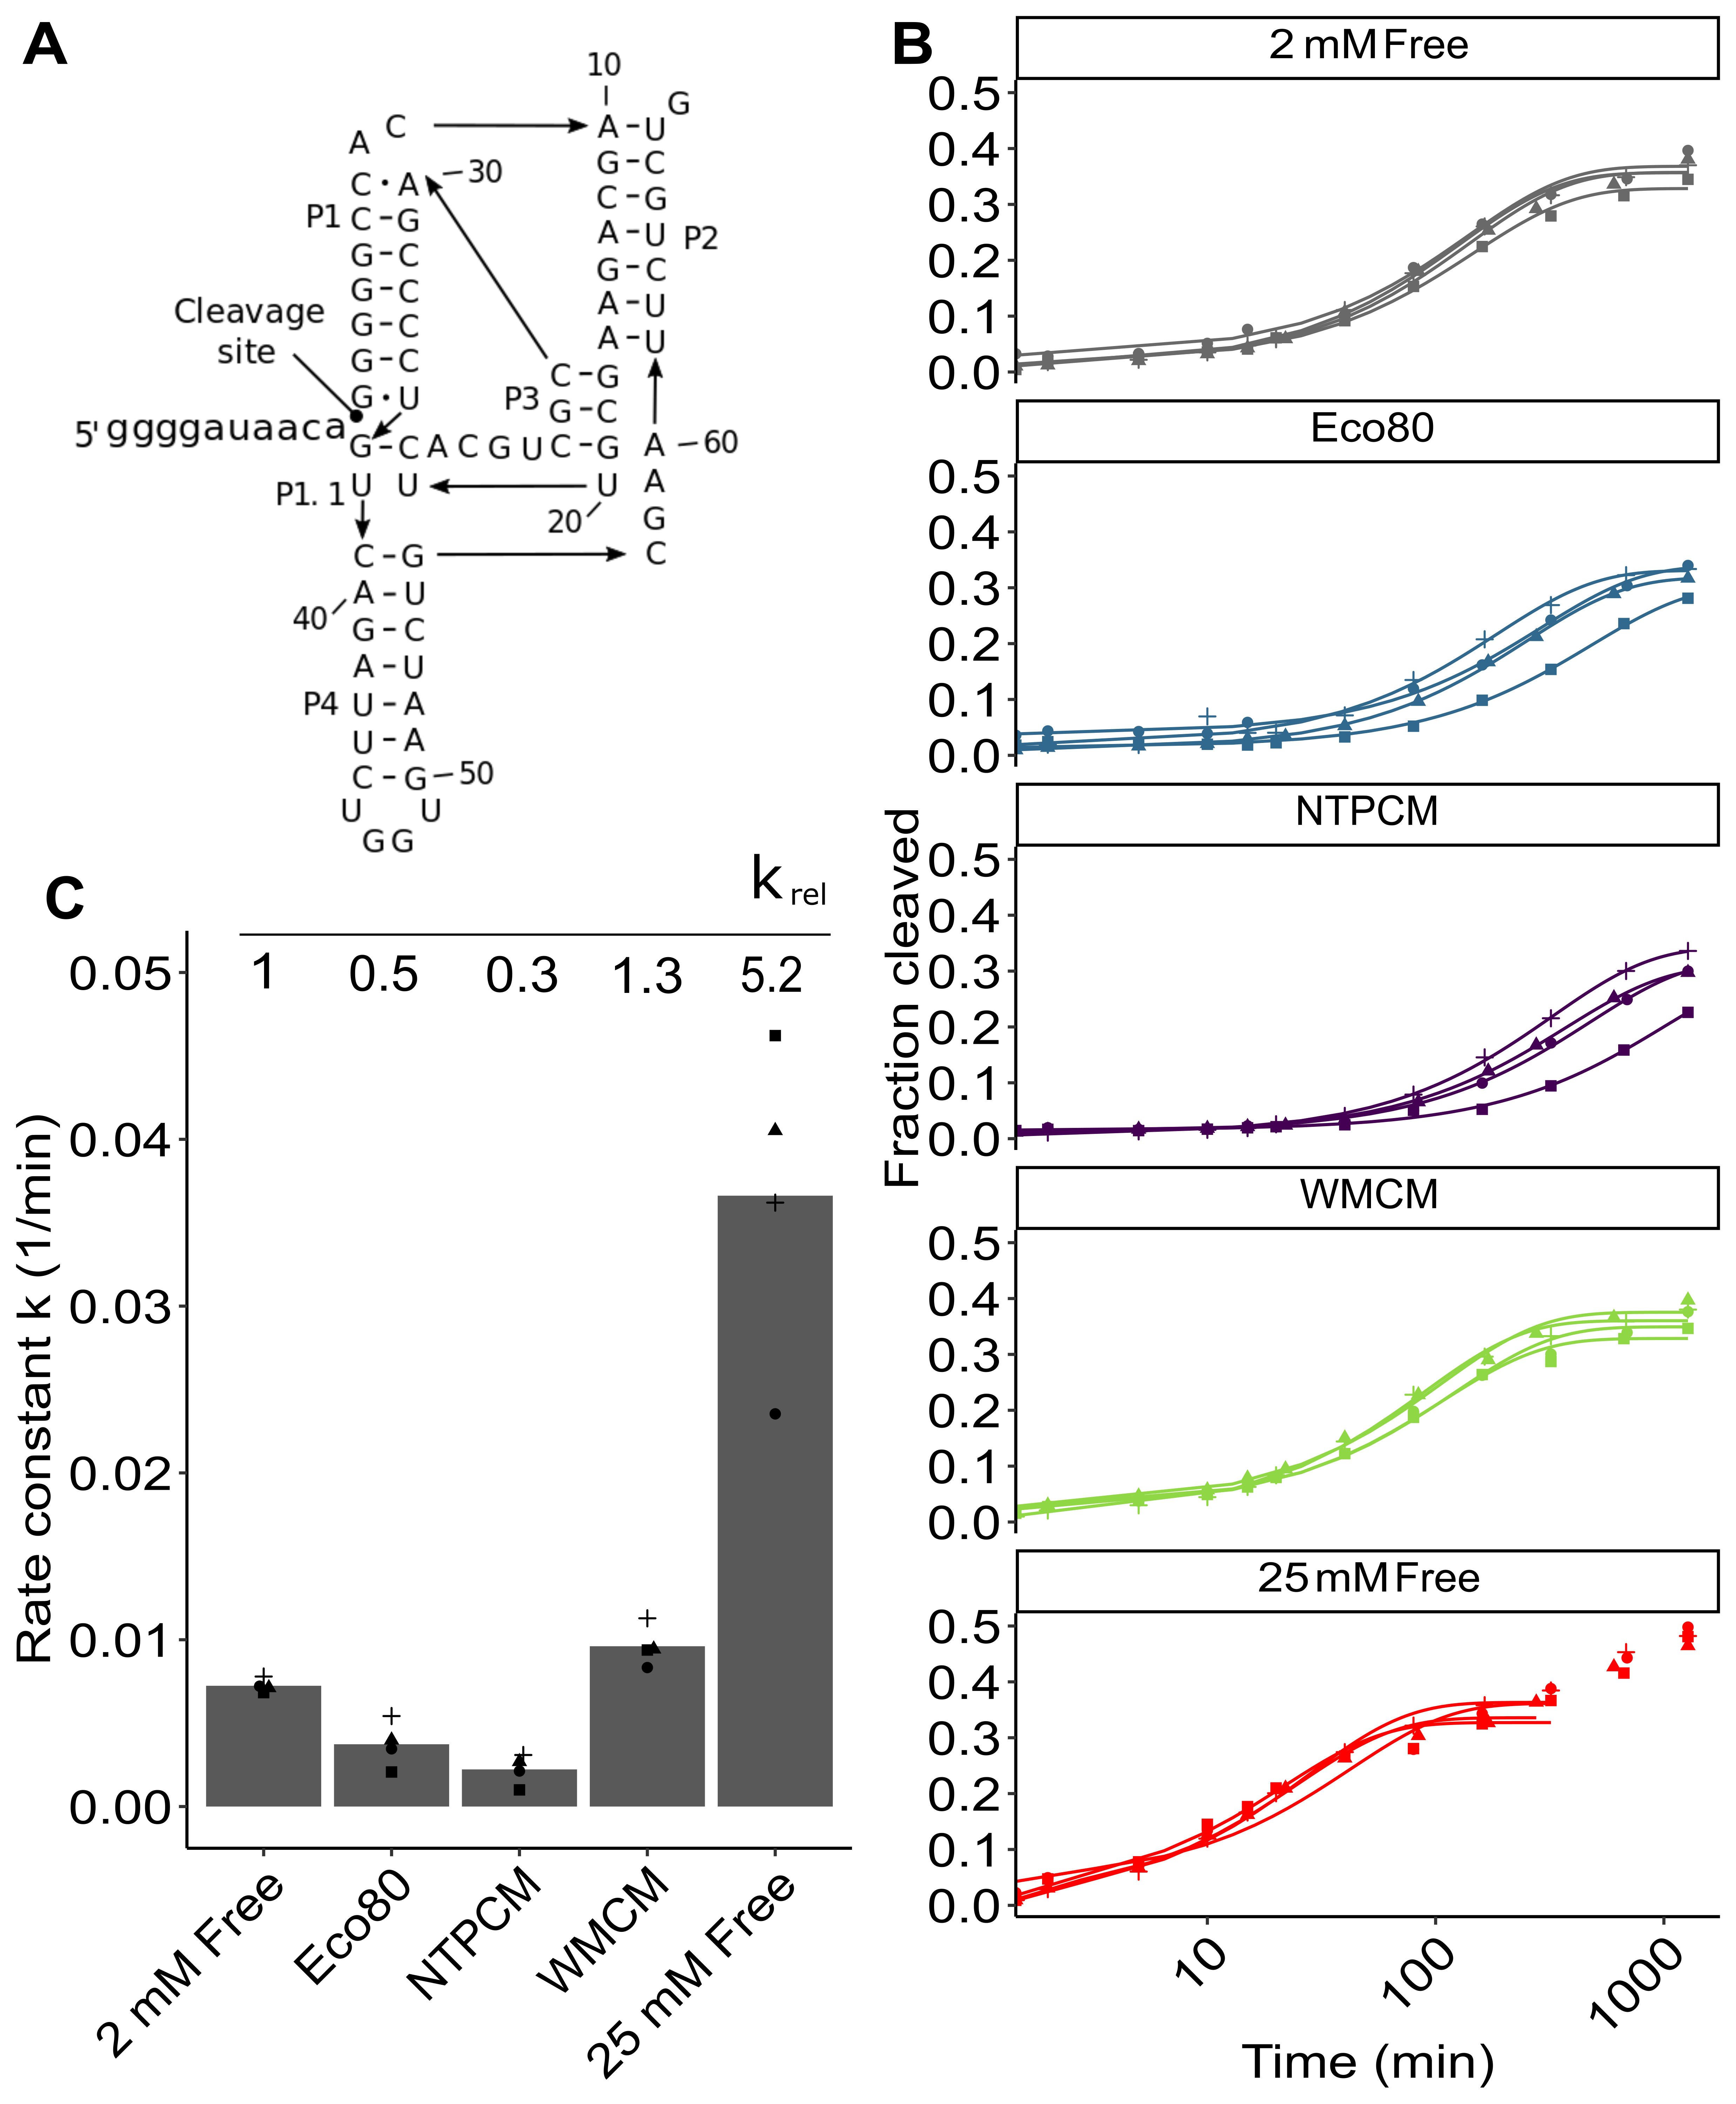 A
10
G
A C
A - U
30
G - C
C · A
C - G
P1 C - G
A - U P2
G - C
G - C
G - C
A - U
Cleavage
site
G - C
A - U
G - C
C - G
G · U
P3 G - C
5' ggggauaaca
G - C A C G U C - G A 60
P1. 1 U U
U A
20
G
C - G
C
A - U
40
G - C
A - U
P4 U - A
U - A
C - G 50
U U
G G
B
2 mM Free
0.5
0.4
0.3
0.2
0.1
0.0
Eco80
0.5
0.4
0.3
0.2
0.1
0.0
NTPCM
0.5
0.4
0.3
0.2
0.1
0.0
WMCM
0.5
0.4
0.3
0.2
0.1
0.0
25 mM Free
0.5
0.4
0.3
0.2
0.1
0.0
Fraction cleaved
10
100
1000
Time (min)
C
k rel
1 0.5 0.3 1.3 5.2
0.05
0.04
0.03
0.02
0.01
0.00
Rate constant k (1/min)
2 mM Free
Eco80
NTPCM
WMCM
25 mM Free